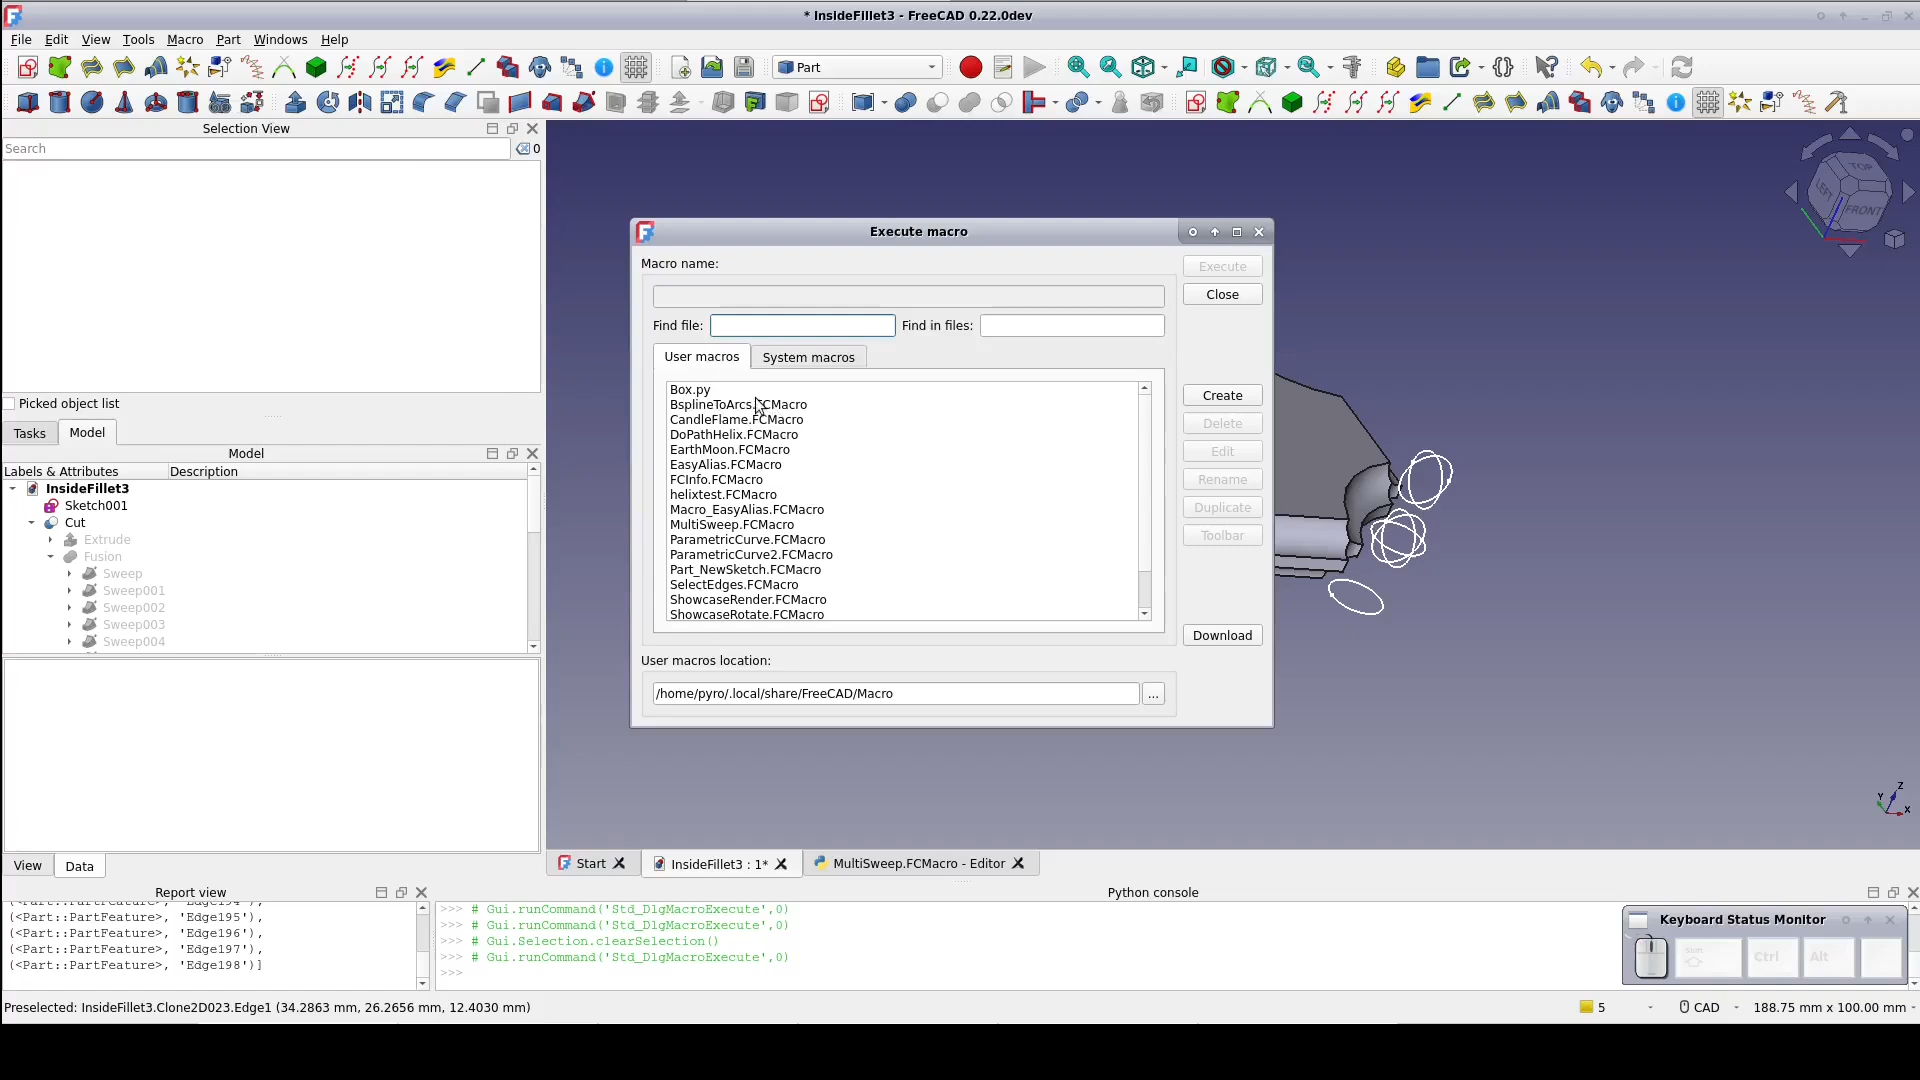 * InsideFillet3 - FreeCAD 0.22.0dev
File Edit View Tools Macro Part Windows Help
Part
Selection View
Search
0
Picked object list
Tasks Model
Model
Labels & Attributes Description
InsideFillet3
Sketch001
Cut
Extrude
Fusion
Sweep
Sweep001
Sweep002
Sweep003
Sweep004
View Data
TOP
LEFT
FRONT
Execute macro
Macro name:
Execute
Close
Find file:
Find in files:
User macros System macros
Box.py
BsplineToArcs.FCMacro
CandleFlame.FCMacro
DoPathHelix.FCMacro
EarthMoon.FCMacro
EasyAlias.FCMacro
FCInfo.FCMacro
helixtest.FCMacro
Macro_EasyAlias.FCMacro
MultiSweep.FCMacro
ParametricCurve.FCMacro
ParametricCurve2.FCMacro
Part_NewSketch.FCMacro
SelectEdges.FCMacro
ShowcaseRender.FCMacro
ShowcaseRotate.FCMacro
Create
Delete
Edit
Rename
Duplicate
Toolbar
Download
User macros location:
/home/pyro/.local/share/FreeCAD/Macro
...
Z
Y
X
Start InsideFillet3 : 1* MultiSweep.FCMacro - Editor
Report view
(<Part::PartFeature>, 'Edge194'),
(<Part::PartFeature>, 'Edge195'),
(<Part::PartFeature>, 'Edge196'),
(<Part::PartFeature>, 'Edge197'),
(<Part::PartFeature>, 'Edge198')]
Python console
>>> # Gui.runCommand('Std_DlgMacroExecute',0)
>>> # Gui.runCommand('Std_DlgMacroExecute',0)
>>> # Gui.Selection.clearSelection()
>>> # Gui.runCommand('Std_DlgMacroExecute',0)
>>>
Keyboard Status Monitor
Shift Ctrl Alt
Preselected: InsideFillet3.Clone2D023.Edge1 (34.2863 mm, 26.2656 mm, 12.4030 mm)
5 CAD 188.75 mm x 100.00 mm